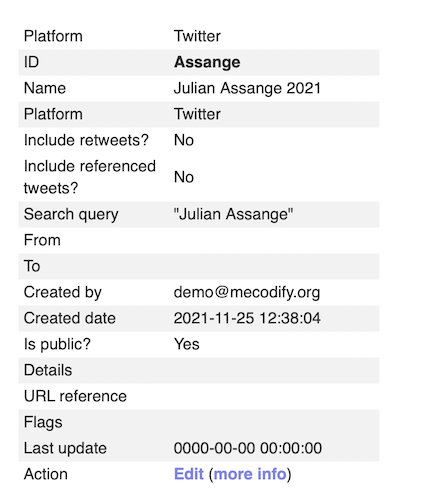 Platform Twitter
ID Assange
Name Julian Assange 2021
Platform Twitter
Include retweets? No
Include referenced
tweets? No
Search query "Julian Assange"
From
To
Created by demo@mecodify.org
Created date 2021-11-25 12:38:04
Is public? Yes
Details
URL reference
Flags
Last update 0000-00-00 00:00:00
Action Edit (more info)